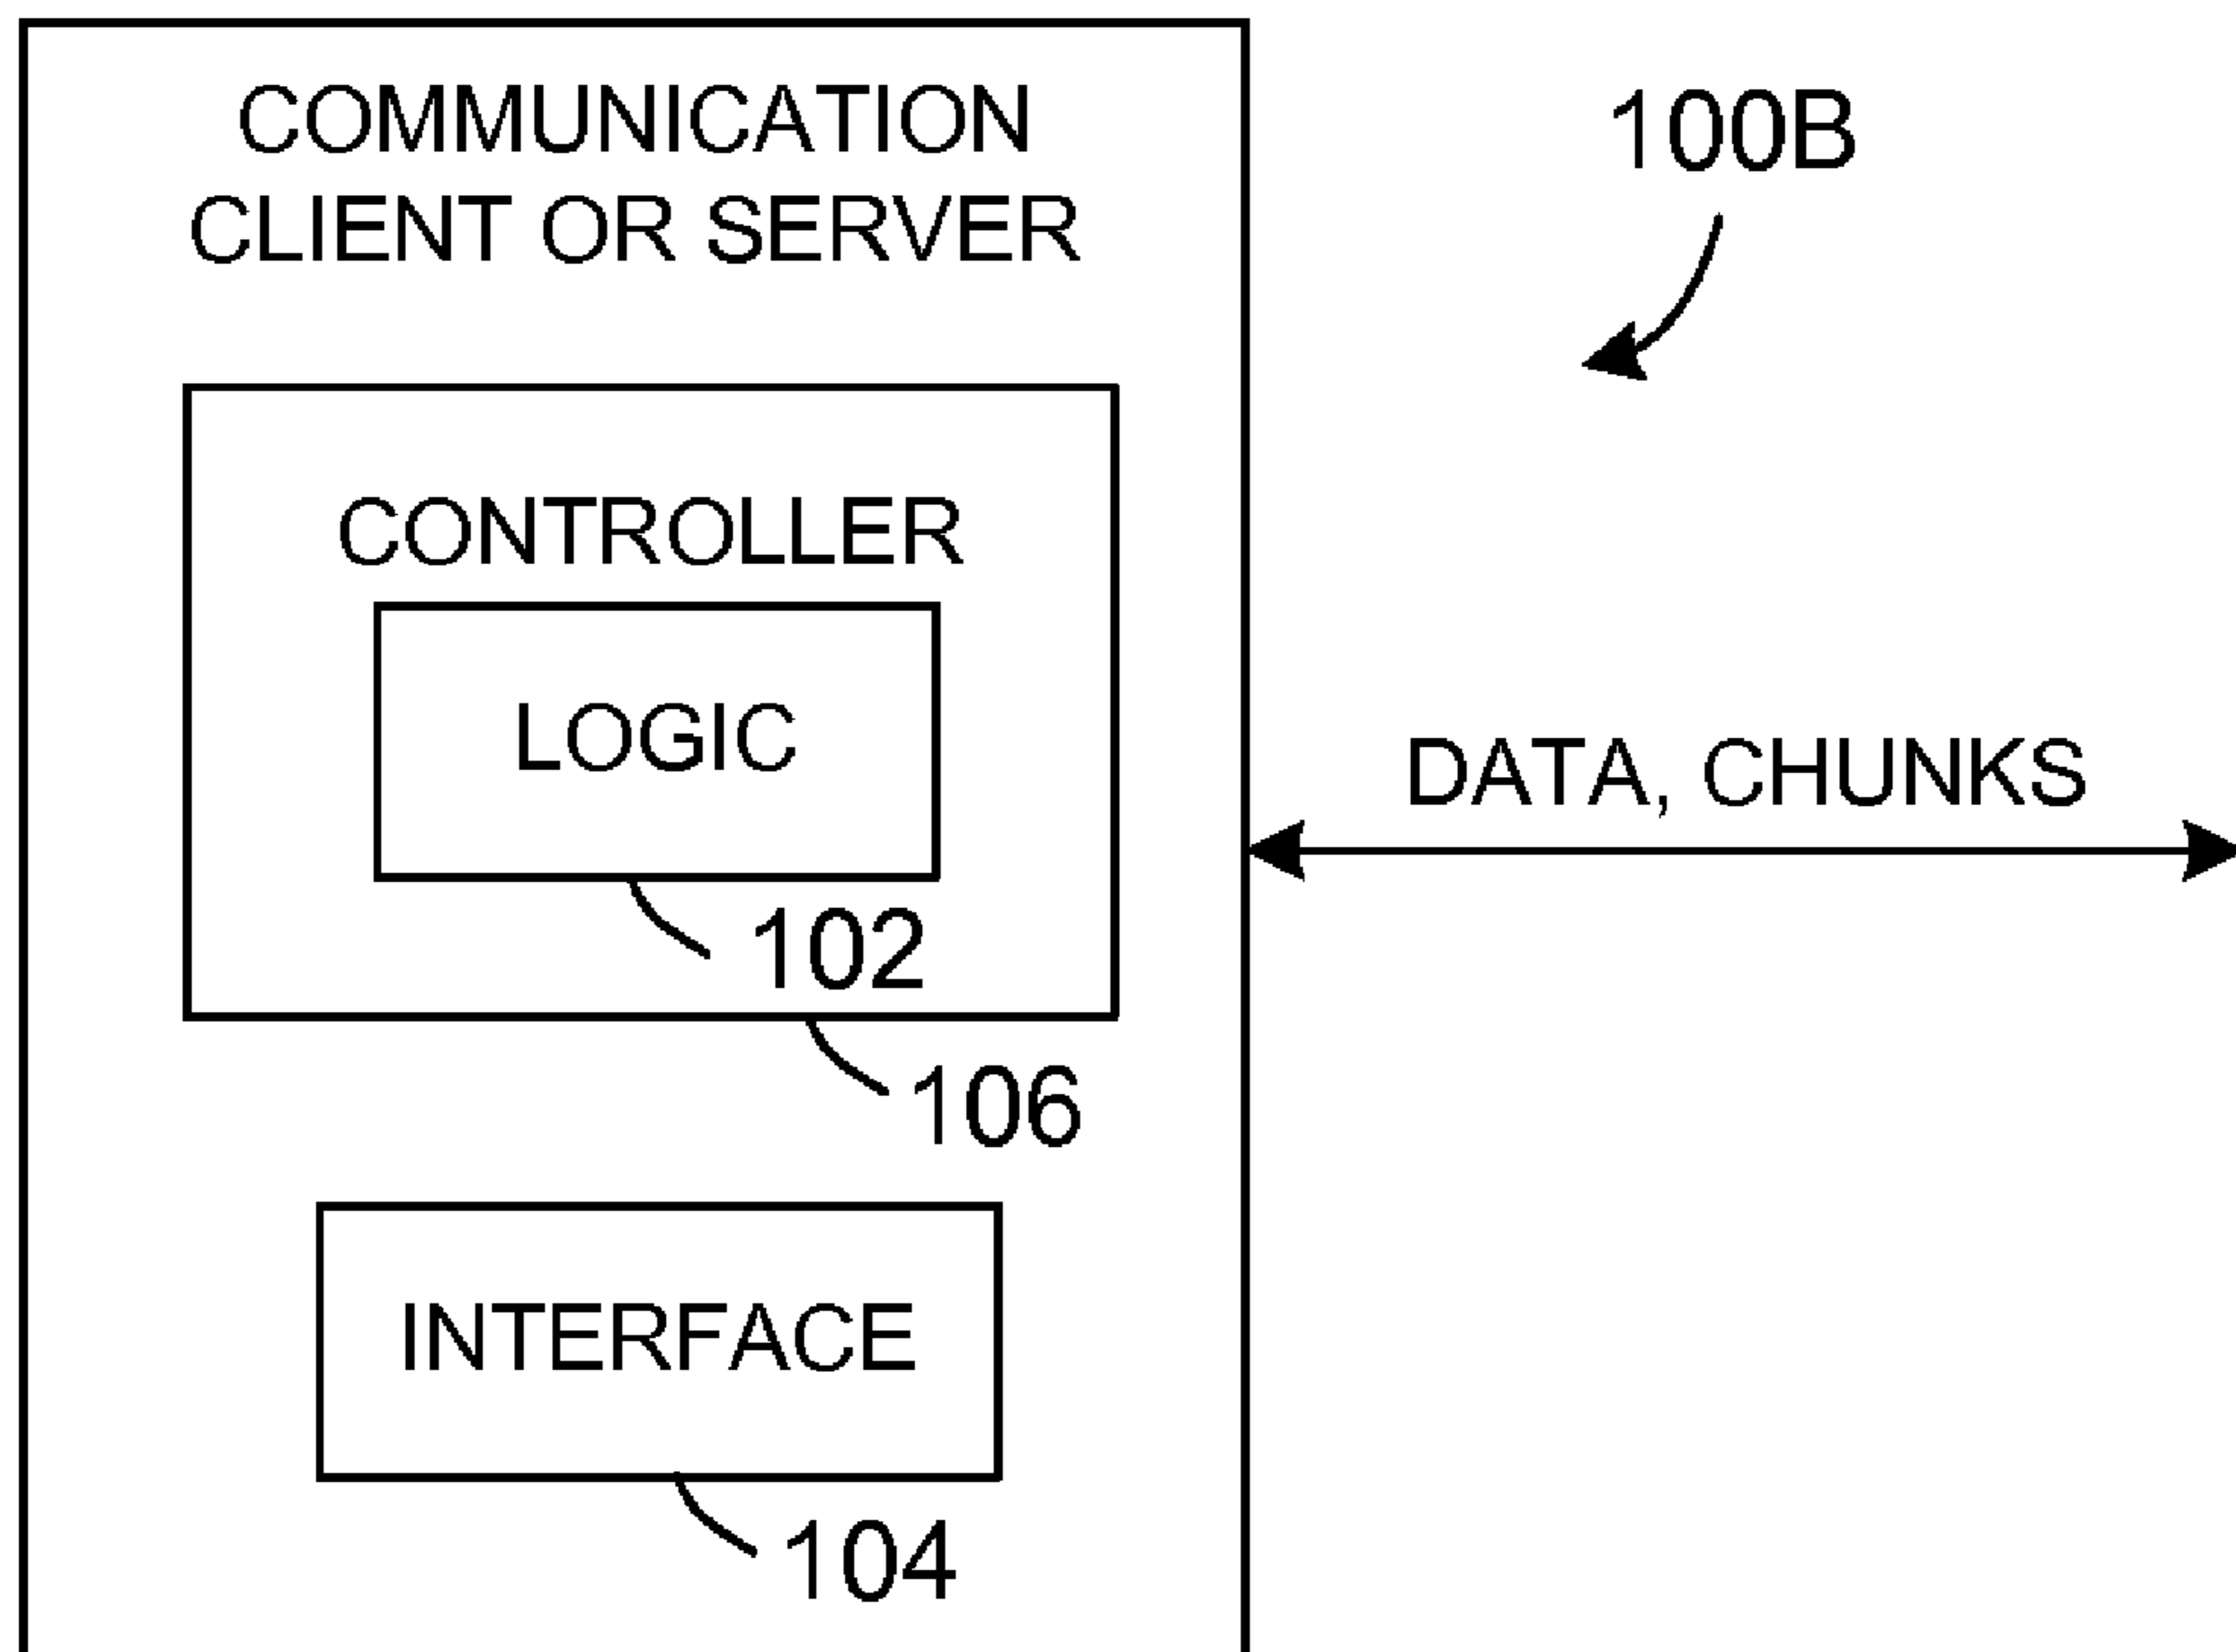 COMMUNICATION
CLIENT OR SERVER
100B
CONTROLLER
LOGIC
DATA, CHUNKS
102
106
INTERFACE
104